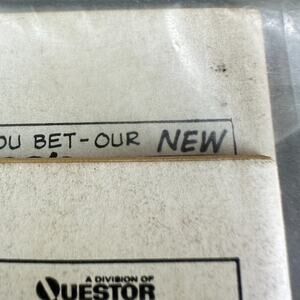 OU BET-OUR NEW
A DIVISION OF
QUESTOR